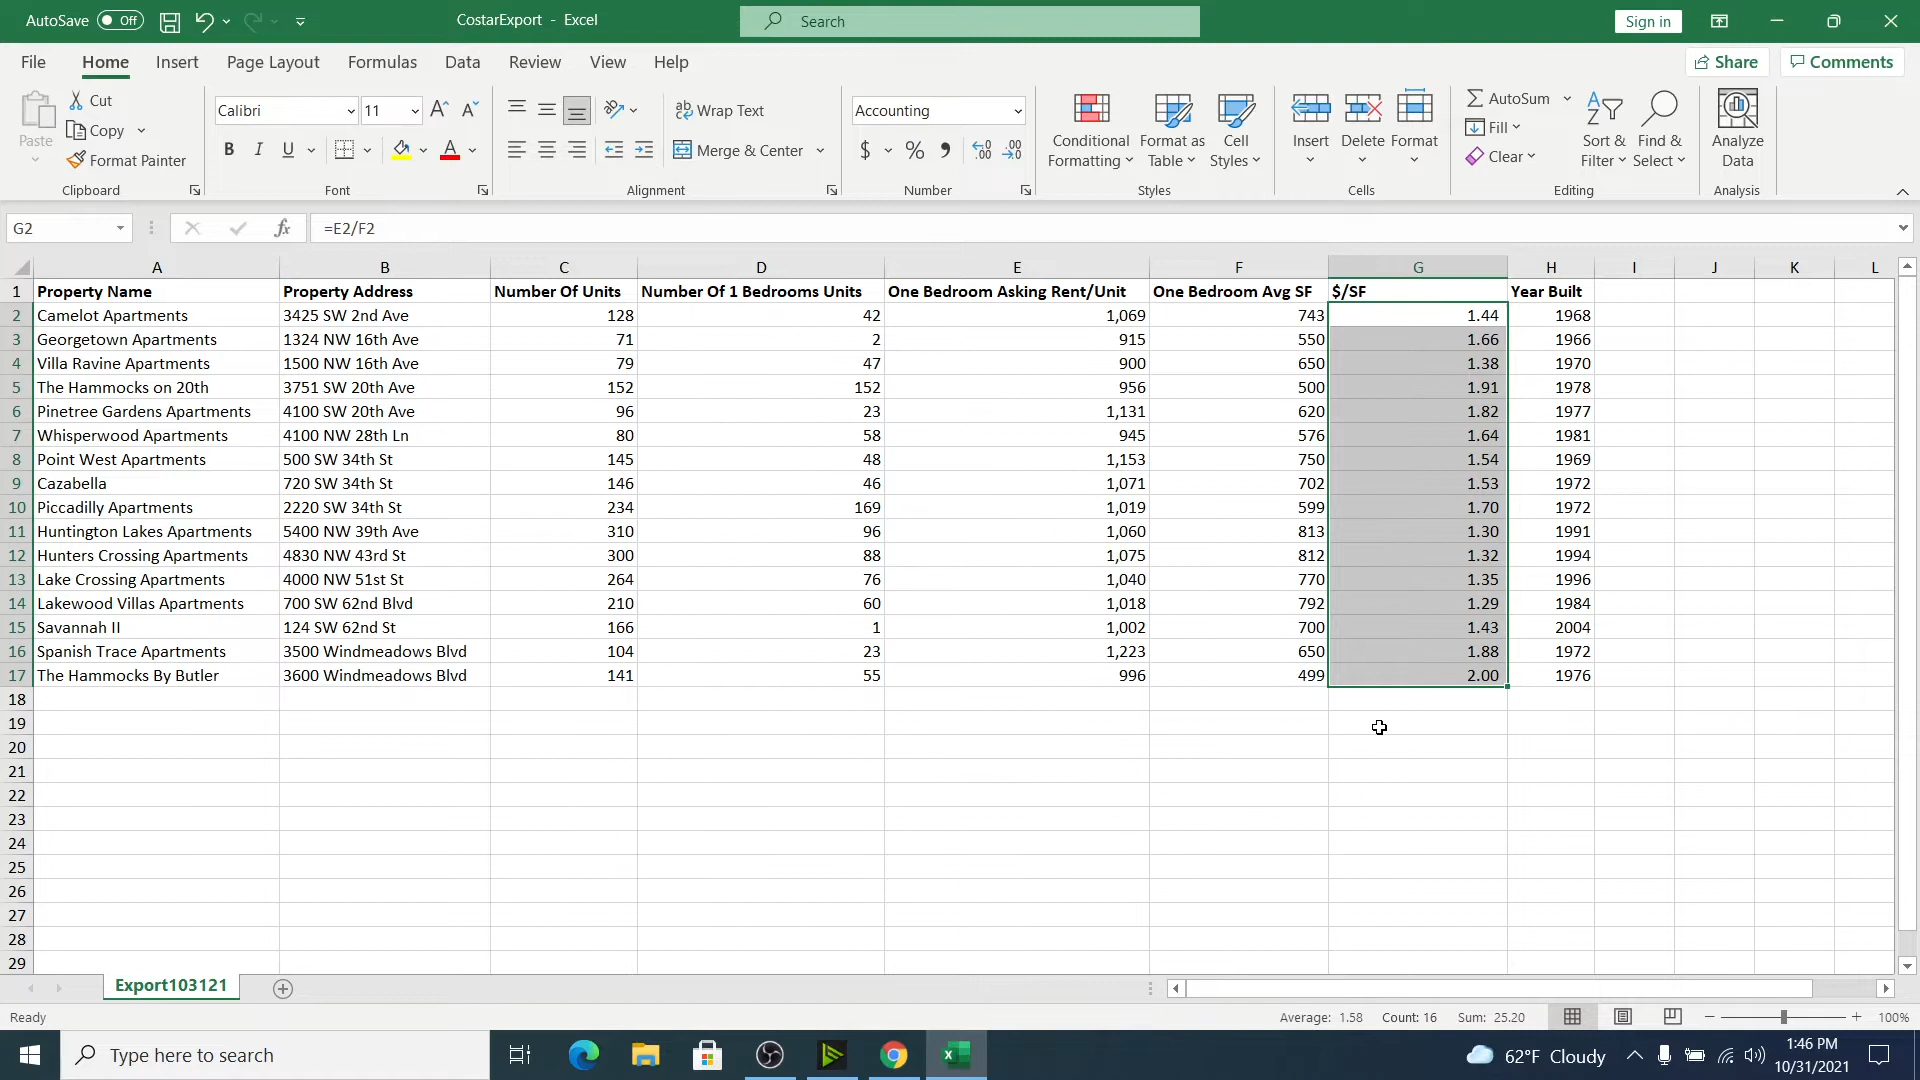 AutoSave Off CostarExport - Excel Search Sign in
File Home Insert Page Layout Formulas Data Review View Help Share Comments
Paste Cut Copy Format Painter Clipboard
Calibri 11 B I U A Font
ab Wrap Text Merge & Center Alignment
Accounting $ % 9 .00 .00 Number
Conditional Formatting Format as Table Cell Styles Styles
Insert Delete Format Cells
AutoSum Fill Clear Sort & Filter Find & Select Editing
Analyze Data Analysis
G2 fx =E2/F2
A B C D E F G H I J K L
1 Property Name Property Address Number Of Units Number Of 1 Bedrooms Units One Bedroom Asking Rent/Unit One Bedroom Avg SF $/SF Year Built
2 Camelot Apartments 3425 SW 2nd Ave 128 42 1,069 743 1.44 1968
3 Georgetown Apartments 1324 NW 16th Ave 71 2 915 550 1.66 1966
4 Villa Ravine Apartments 1500 NW 16th Ave 79 47 900 650 1.38 1970
5 The Hammocks on 20th 3751 SW 20th Ave 152 152 956 500 1.91 1978
6 Pinetree Gardens Apartments 4100 SW 20th Ave 96 23 1,131 620 1.82 1977
7 Whisperwood Apartments 4100 NW 28th Ln 80 58 945 576 1.64 1981
8 Point West Apartments 500 SW 34th St 145 48 1,153 750 1.54 1969
9 Cazabella 720 SW 34th St 146 46 1,071 702 1.53 1972
10 Piccadilly Apartments 2220 SW 34th St 234 169 1,019 599 1.70 1972
11 Huntington Lakes Apartments 5400 NW 39th Ave 310 96 1,060 813 1.30 1991
12 Hunters Crossing Apartments 4830 NW 43rd St 300 88 1,075 812 1.32 1994
13 Lake Crossing Apartments 4000 NW 51st St 264 76 1,040 770 1.35 1996
14 Lakewood Villas Apartments 700 SW 62nd Blvd 210 60 1,018 792 1.29 1984
15 Savannah II 124 SW 62nd St 166 1 1,002 700 1.43 2004
16 Spanish Trace Apartments 3500 Windmeadows Blvd 104 23 1,223 650 1.88 1972
17 The Hammocks By Butler 3600 Windmeadows Blvd 141 55 996 499 2.00 1976
18
19
20
21
22
23
24
25
26
27
28
29
Export103121
Ready Average: 1.58 Count: 16 Sum: 25.20 100%
Type here to search 62°F Cloudy 1:46 PM
10/31/2021